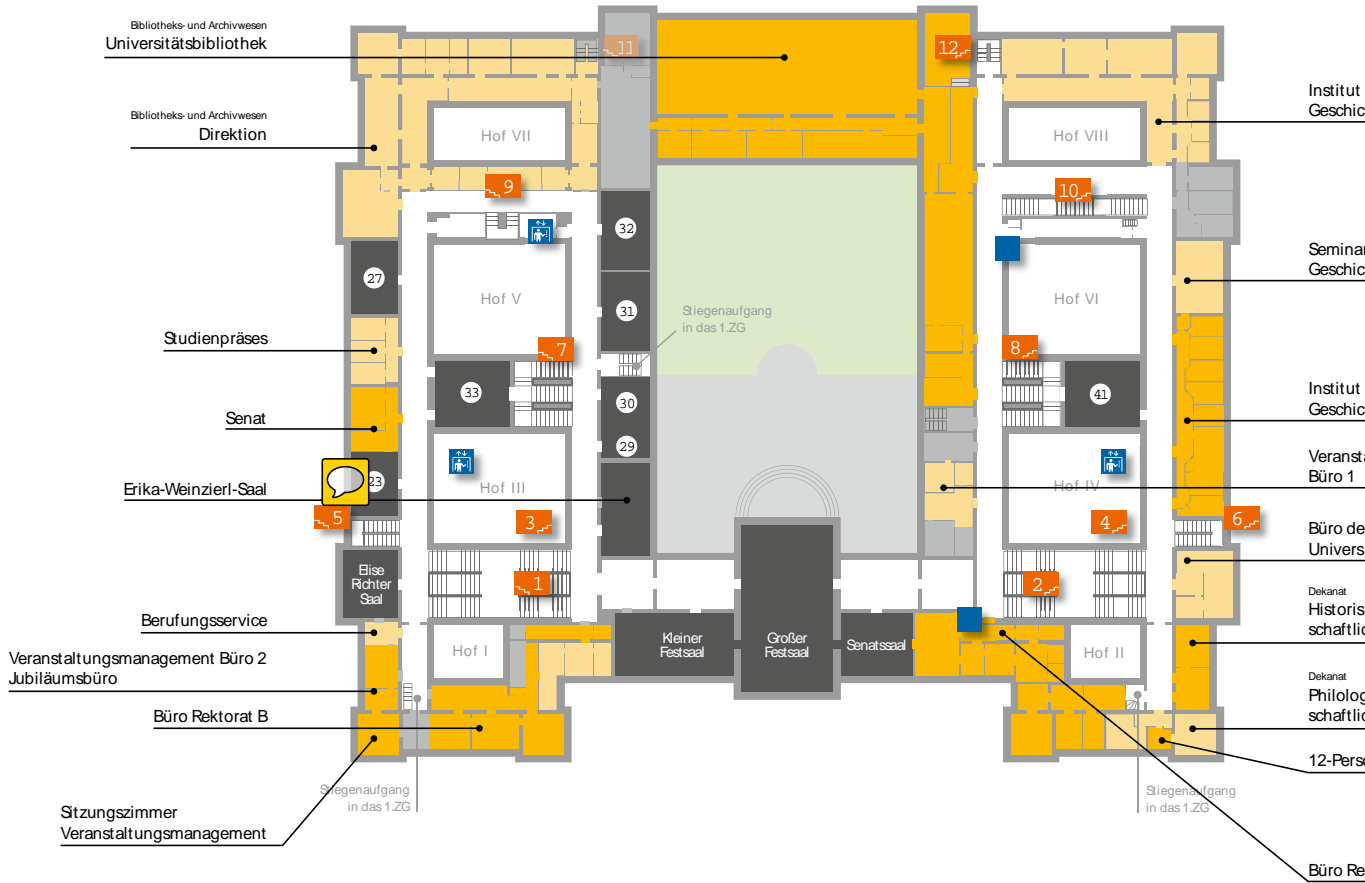 Bibliotheks- und Archivwesen
Universitätsbibliothek
Bibliotheks- und Archivwesen
Direktion
Studienpräses
Senat
Erika-Weinzierl-Saal
Berufungsservice
Veranstaltungsmanagement Büro 2
Jubiläumsbüro
Büro Rektorat B
Sitzungszimmer
Veranstaltungsmanagement
11
12
Hof VII
Hof VIII
9
10
32
27
Hof V
Hof VI
31
Stiegenaufgang
in das 1.ZG
7
8
33
30
41
29
23
Hof III
Hof IV
5
3
4
6
Elise
Richter
Saal
1
2
Hof I
Kleiner
Festsaal
Großer
Festsaal
Senatssaal
Hof II
Stiegenaufgang
in das 1.ZG
Stiegenaufgang
in das 1.ZG
Institut
Geschic
Seminar
Geschic
Institut
Geschic
Veransta
Büro 1
Büro de
Univers
Dekanat
Historis
schaftlic
Dekanat
Philolog
schaftlic
12-Perso
Büro Re